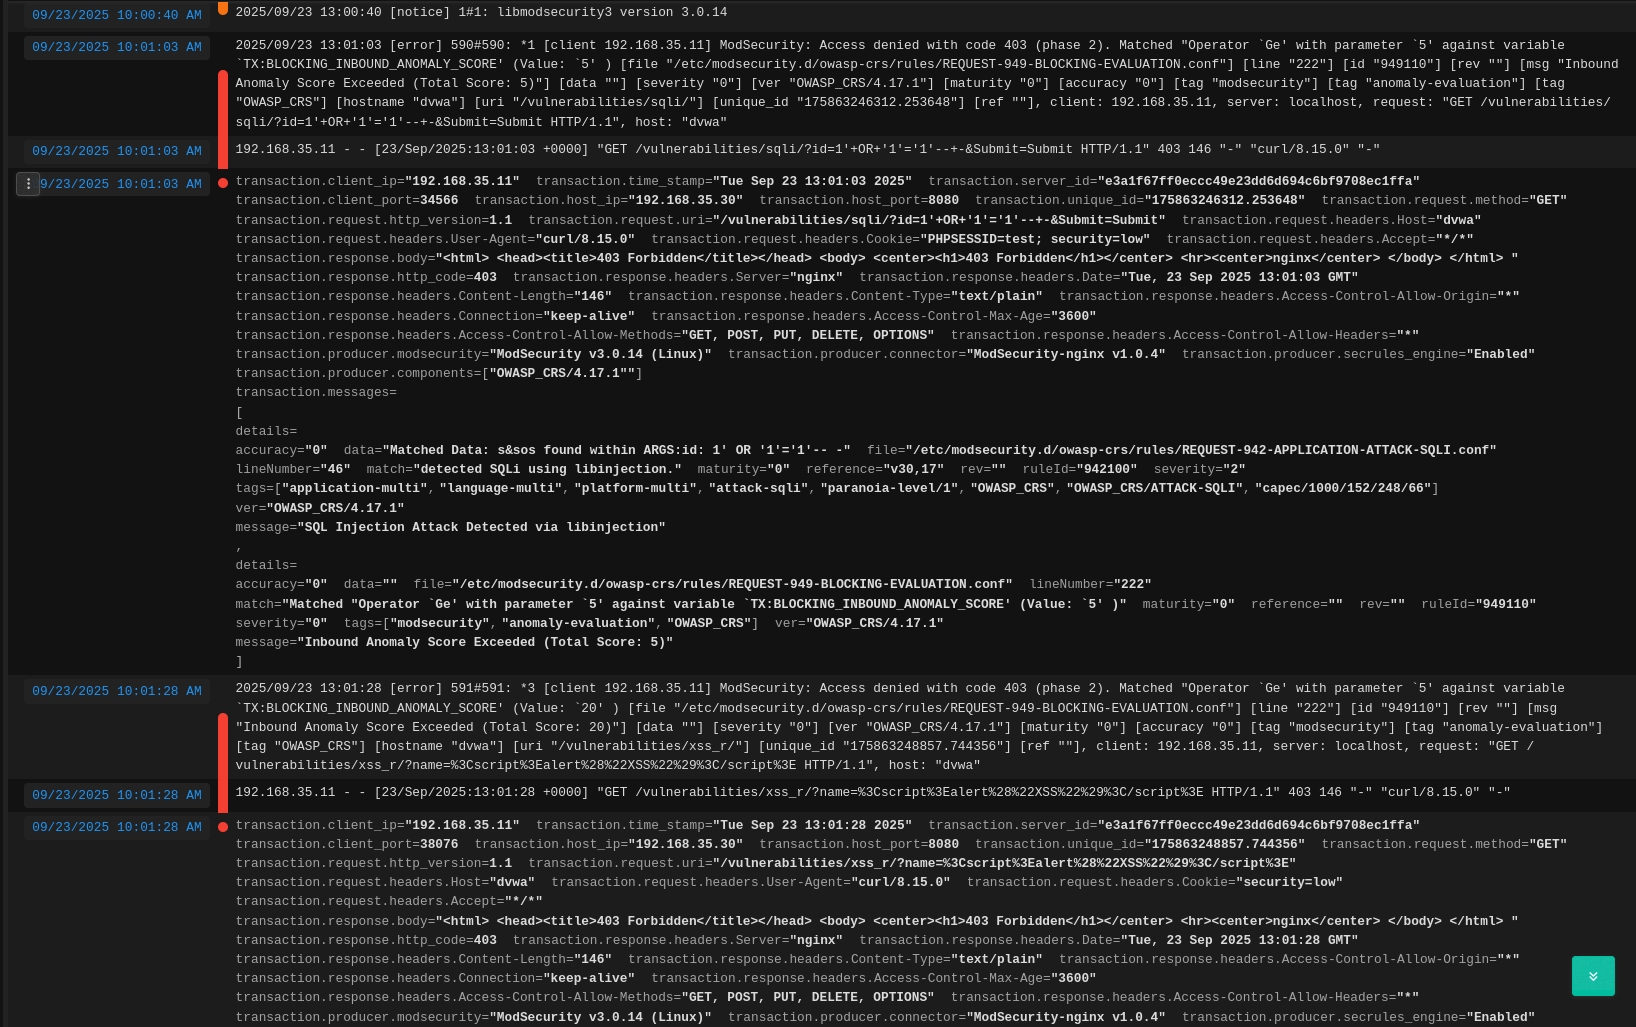 09/23/2025 10:00:40 AM 2025/09/23 13:00:40 [notice] 1#1: libmodsecurity3 version 3.0.14
09/23/2025 10:01:03 AM 2025/09/23 13:01:03 [error] 590#590: *1 [client 192.168.35.11] ModSecurity: Access denied with code 403 (phase 2). Matched "Operator `Ge' with parameter `5' against variable
`TX:BLOCKING_INBOUND_ANOMALY_SCORE' (Value: `5' ) [file "/etc/modsecurity.d/owasp-crs/rules/REQUEST-949-BLOCKING-EVALUATION.conf"] [line "222"] [id "949110"] [rev ""] [msg "Inbound
Anomaly Score Exceeded (Total Score: 5)"] [data ""] [severity "0"] [ver "OWASP_CRS/4.17.1"] [maturity "0"] [accuracy "0"] [tag "modsecurity"] [tag "anomaly-evaluation"] [tag
"OWASP_CRS"] [hostname "dvwa"] [uri "/vulnerabilities/sqli/"] [unique_id "175863246312.253648"] [ref ""], client: 192.168.35.11, server: localhost, request: "GET /vulnerabilities/
sqli/?id=1'+OR+'1'='1'--+-&Submit=Submit HTTP/1.1", host: "dvwa"
09/23/2025 10:01:03 AM 192.168.35.11 - - [23/Sep/2025:13:01:03 +0000] "GET /vulnerabilities/sqli/?id=1'+OR+'1'='1'--+-&Submit=Submit HTTP/1.1" 403 146 "-" "curl/8.15.0" "-"
9/23/2025 10:01:03 AM transaction.client_ip="192.168.35.11" transaction.time_stamp="Tue Sep 23 13:01:03 2025" transaction.server_id="e3a1f67ff0eccc49e23dd6d694c6bf9708ec1ffa"
transaction.client_port=34566 transaction.host_ip="192.168.35.30" transaction.host_port=8080 transaction.unique_id="175863246312.253648" transaction.request.method="GET"
transaction.request.http_version=1.1 transaction.request.uri="/vulnerabilities/sqli/?id=1'+OR+'1'='1'--+-&Submit=Submit" transaction.request.headers.Host="dvwa"
transaction.request.headers.User-Agent="curl/8.15.0" transaction.request.headers.Cookie="PHPSESSID=test; security=low" transaction.request.headers.Accept="*/*"
transaction.response.body="<html> <head><title>403 Forbidden</title></head> <body> <center><h1>403 Forbidden</h1></center> <hr><center>nginx</center> </body> </html> "
transaction.response.http_code=403 transaction.response.headers.Server="nginx" transaction.response.headers.Date="Tue, 23 Sep 2025 13:01:03 GMT"
transaction.response.headers.Content-Length="146" transaction.response.headers.Content-Type="text/plain" transaction.response.headers.Access-Control-Allow-Origin="*"
transaction.response.headers.Connection="keep-alive" transaction.response.headers.Access-Control-Max-Age="3600"
transaction.response.headers.Access-Control-Allow-Methods="GET, POST, PUT, DELETE, OPTIONS" transaction.response.headers.Access-Control-Allow-Headers="*"
transaction.producer.modsecurity="ModSecurity v3.0.14 (Linux)" transaction.producer.connector="ModSecurity-nginx v1.0.4" transaction.producer.secrules_engine="Enabled"
transaction.producer.components=["OWASP_CRS/4.17.1""]
transaction.messages=
[
details=
accuracy="0" data="Matched Data: s&sos found within ARGS:id: 1' OR '1'='1'-- -" file="/etc/modsecurity.d/owasp-crs/rules/REQUEST-942-APPLICATION-ATTACK-SQLI.conf"
lineNumber="46" match="detected SQLi using libinjection." maturity="0" reference="v30,17" rev="" ruleId="942100" severity="2"
tags=["application-multi","language-multi","platform-multi","attack-sqli","paranoia-level/1","OWASP_CRS","OWASP_CRS/ATTACK-SQLI","capec/1000/152/248/66"]
ver="OWASP_CRS/4.17.1"
message="SQL Injection Attack Detected via libinjection"
,
details=
accuracy="0" data="" file="/etc/modsecurity.d/owasp-crs/rules/REQUEST-949-BLOCKING-EVALUATION.conf" lineNumber="222"
match="Matched "Operator `Ge' with parameter `5' against variable `TX:BLOCKING_INBOUND_ANOMALY_SCORE' (Value: `5' )" maturity="0" reference="" rev="" ruleId="949110"
severity="0" tags=["modsecurity","anomaly-evaluation","OWASP_CRS"] ver="OWASP_CRS/4.17.1"
message="Inbound Anomaly Score Exceeded (Total Score: 5)"
]
09/23/2025 10:01:28 AM 2025/09/23 13:01:28 [error] 591#591: *3 [client 192.168.35.11] ModSecurity: Access denied with code 403 (phase 2). Matched "Operator `Ge' with parameter `5' against variable
`TX:BLOCKING_INBOUND_ANOMALY_SCORE' (Value: `20' ) [file "/etc/modsecurity.d/owasp-crs/rules/REQUEST-949-BLOCKING-EVALUATION.conf"] [line "222"] [id "949110"] [rev ""] [msg
"Inbound Anomaly Score Exceeded (Total Score: 20)"] [data ""] [severity "0"] [ver "OWASP_CRS/4.17.1"] [maturity "0"] [accuracy "0"] [tag "modsecurity"] [tag "anomaly-evaluation"]
[tag "OWASP_CRS"] [hostname "dvwa"] [uri "/vulnerabilities/xss_r/"] [unique_id "175863248857.744356"] [ref ""], client: 192.168.35.11, server: localhost, request: "GET /
vulnerabilities/xss_r/?name=%3Cscript%3Ealert%28%22XSS%22%29%3C/script%3E HTTP/1.1", host: "dvwa"
09/23/2025 10:01:28 AM 192.168.35.11 - - [23/Sep/2025:13:01:28 +0000] "GET /vulnerabilities/xss_r/?name=%3Cscript%3Ealert%28%22XSS%22%29%3C/script%3E HTTP/1.1" 403 146 "-" "curl/8.15.0" "-"
09/23/2025 10:01:28 AM transaction.client_ip="192.168.35.11" transaction.time_stamp="Tue Sep 23 13:01:28 2025" transaction.server_id="e3a1f67ff0eccc49e23dd6d694c6bf9708ec1ffa"
transaction.client_port=38076 transaction.host_ip="192.168.35.30" transaction.host_port=8080 transaction.unique_id="175863248857.744356" transaction.request.method="GET"
transaction.request.http_version=1.1 transaction.request.uri="/vulnerabilities/xss_r/?name=%3Cscript%3Ealert%28%22XSS%22%29%3C/script%3E"
transaction.request.headers.Host="dvwa" transaction.request.headers.User-Agent="curl/8.15.0" transaction.request.headers.Cookie="security=low"
transaction.request.headers.Accept="*/*"
transaction.response.body="<html> <head><title>403 Forbidden</title></head> <body> <center><h1>403 Forbidden</h1></center> <hr><center>nginx</center> </body> </html> "
transaction.response.http_code=403 transaction.response.headers.Server="nginx" transaction.response.headers.Date="Tue, 23 Sep 2025 13:01:28 GMT"
transaction.response.headers.Content-Length="146" transaction.response.headers.Content-Type="text/plain" transaction.response.headers.Access-Control-Allow-Origin="*"
transaction.response.headers.Connection="keep-alive" transaction.response.headers.Access-Control-Max-Age="3600"
transaction.response.headers.Access-Control-Allow-Methods="GET, POST, PUT, DELETE, OPTIONS" transaction.response.headers.Access-Control-Allow-Headers="*"
transaction.producer.modsecurity="ModSecurity v3.0.14 (Linux)" transaction.producer.connector="ModSecurity-nginx v1.0.4" transaction.producer.secrules_engine="Enabled"